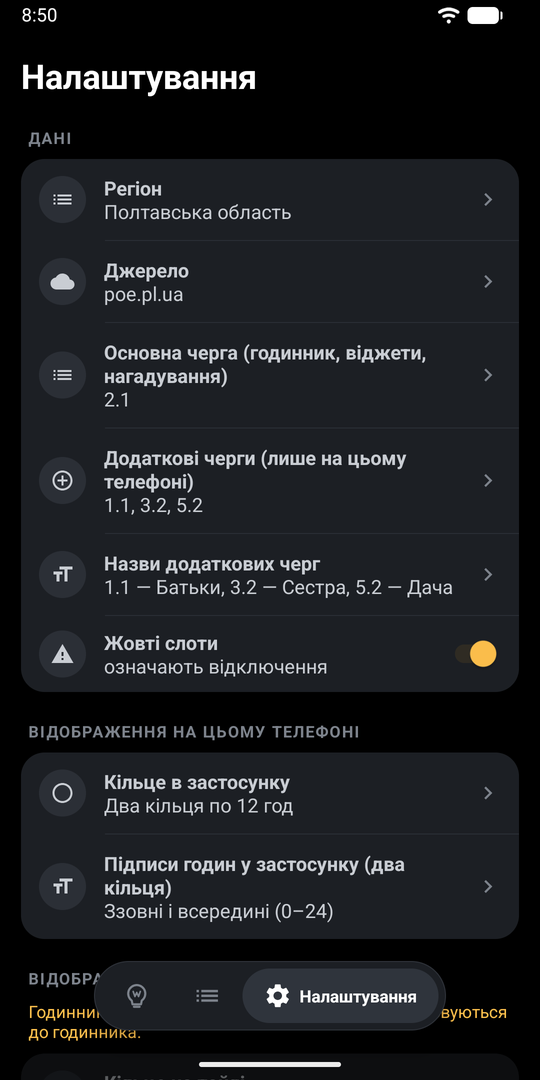 8:50
Налаштування
ДАНІ
Регіон
Полтавська область
Джерело
poe.pl.ua
Основна черга (годинник, віджети,
нагадування)
2.1
Додаткові черги (лише на цьому
телефоні)
1.1, 3.2, 5.2
Назви додаткових черг
1.1 — Батьки, 3.2 — Сестра, 5.2 — Дача
Жовті слоти
означають відключення
ВІДОБРАЖЕННЯ НА ЦЬОМУ ТЕЛЕФОНІ
Кільце в застосунку
Два кільця по 12 год
Підписи годин у застосунку (два
кільця)
Ззовні і всередині (0–24)
Налаштування
до годинника.